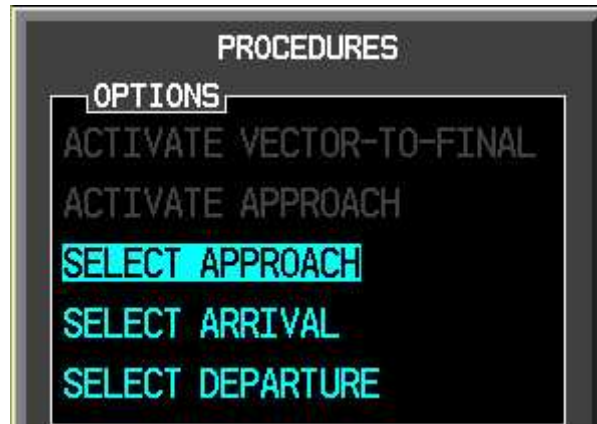 PROCEDURES
OPTIONS
ACTIVATE VECTOR-TO-FINAL
ACTIVATE APPROACH
SELECT APPROACH
SELECT ARRIVAL
SELECT DEPARTURE